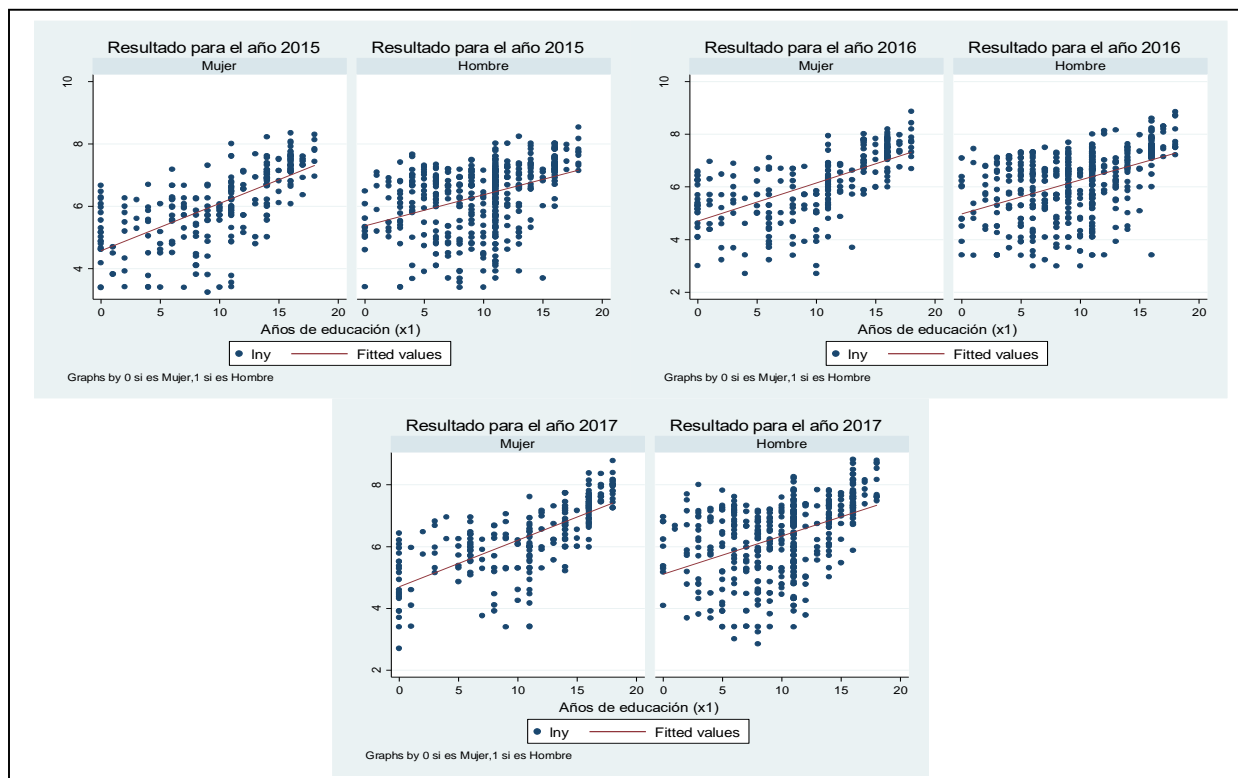 Resultado para el año 2015 Resultado para el año 2015
Mujer Hombre
10
8
6
4
0 5 10 15 20 0 5 10 15 20
Años de educación (x1)
lny Fitted values
Graphs by 0 si es Mujer,1 si es Hombre
Resultado para el año 2016 Resultado para el año 2016
Mujer Hombre
10
8
6
4
2
0 5 10 15 20 0 5 10 15 20
Años de educación (x1)
lny Fitted values
Graphs by 0 si es Mujer,1 si es Hombre
Resultado para el año 2017 Resultado para el año 2017
Mujer Hombre
8
6
4
2
0 5 10 15 20 0 5 10 15 20
Años de educación (x1)
lny Fitted values
Graphs by 0 si es Mujer,1 si es Hombre